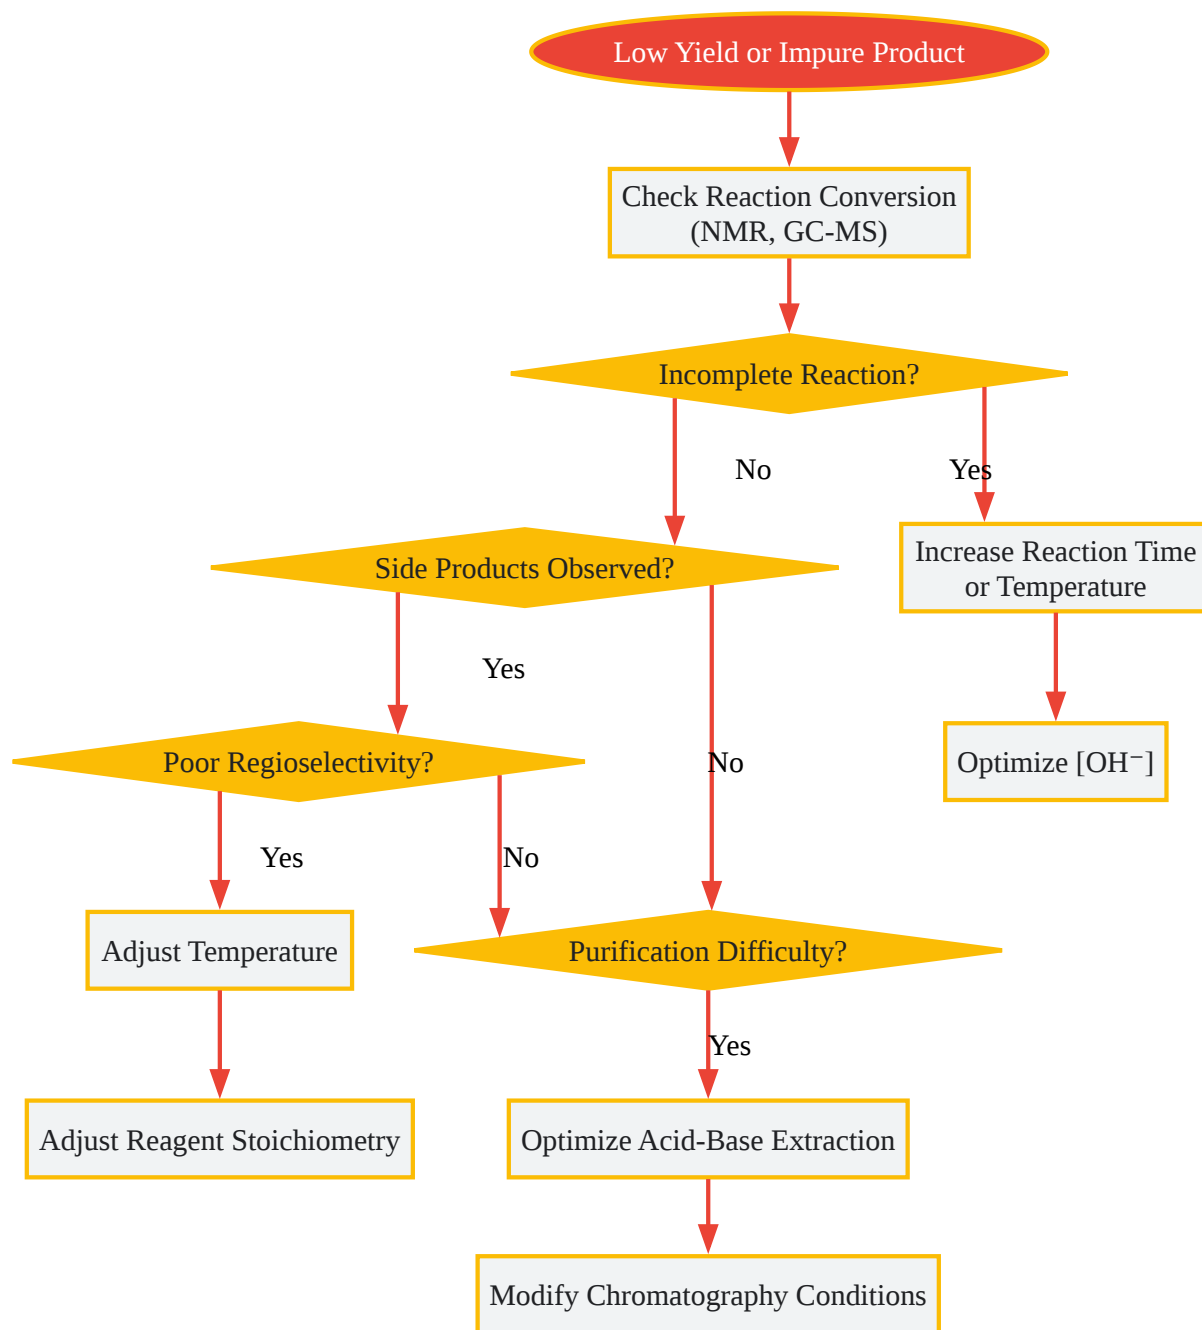 Low Yield or Impure Product
Check Reaction Conversion
(NMR, GC-MS)
Incomplete Reaction?
No
Yes
Side Products Observed?
Increase Reaction Time
or Temperature
Yes
Poor Regioselectivity?
No
Optimize [OH⁻]
Yes
No
Adjust Temperature
Purification Difficulty?
Yes
Adjust Reagent Stoichiometry
Optimize Acid-Base Extraction
Modify Chromatography Conditions